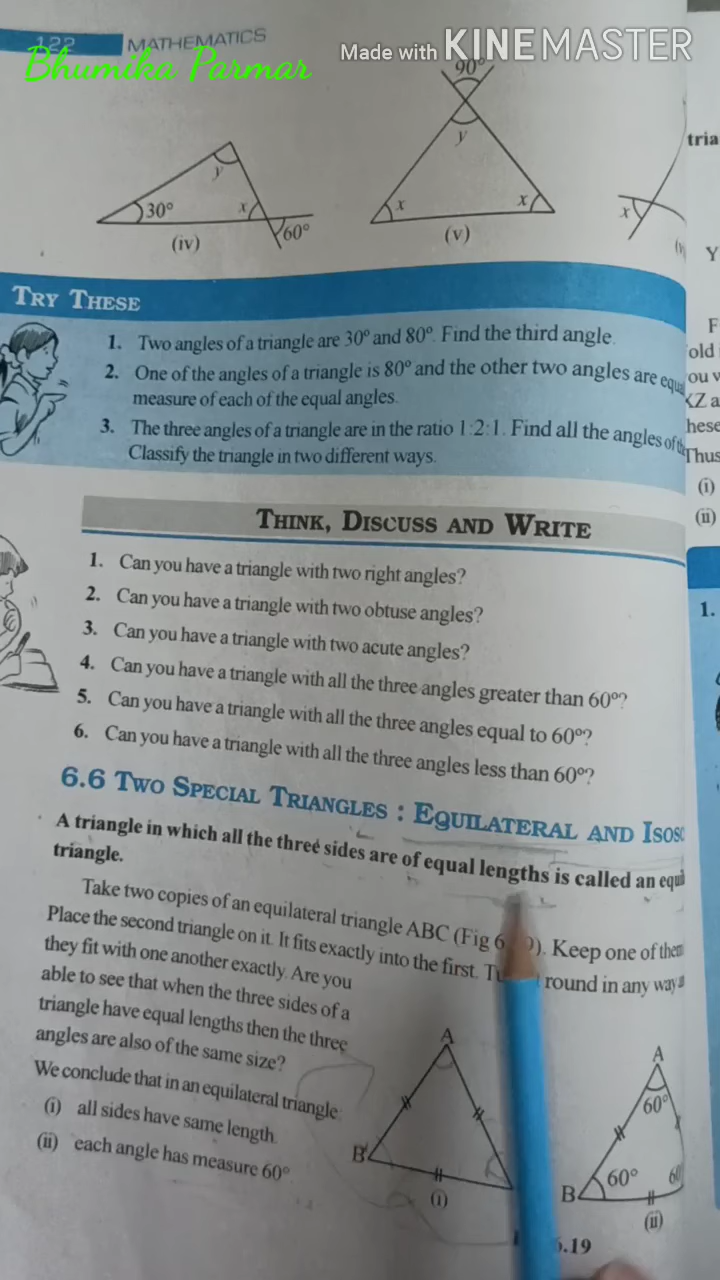 122 MATHEMATICS
Bhumika Parmar
Made with KINEMASTER
90°
y
x
x
(v)
y
30°
x
60°
(iv)
x
tria
Y
TRY THESE
1. Two angles of a triangle are 30° and 80°. Find the third angle.
2. One of the angles of a triangle is 80° and the other two angles are equal
measure of each of the equal angles.
3. The three angles of a triangle are in the ratio 1:2:1. Find all the angles of the
Classify the triangle in two different ways.
F
old
ou v
Z a
hese
Thus
(i)
(ii)
THINK, DISCUSS AND WRITE
1. Can you have a triangle with two right angles?
2. Can you have a triangle with two obtuse angles?
3. Can you have a triangle with two acute angles?
4. Can you have a triangle with all the three angles greater than 60°?
5. Can you have a triangle with all the three angles equal to 60°?
6. Can you have a triangle with all the three angles less than 60°?
1.
6.6 TWO SPECIAL TRIANGLES : EQUILATERAL AND ISOSC
A triangle in which all the three sides are of equal lengths is called an equi
triangle.
Take two copies of an equilateral triangle ABC (Fig 6. ). Keep one of them
Place the second triangle on it. It fits exactly into the first. T round in any way a
they fit with one another exactly. Are you
able to see that when the three sides of a
triangle have equal lengths then the three
angles are also of the same size?
We conclude that in an equilateral triangle
(i) all sides have same length.
(ii) each angle has measure 60°.
A
B
(i)
A
60°
B 60° 60
(ii)
.19